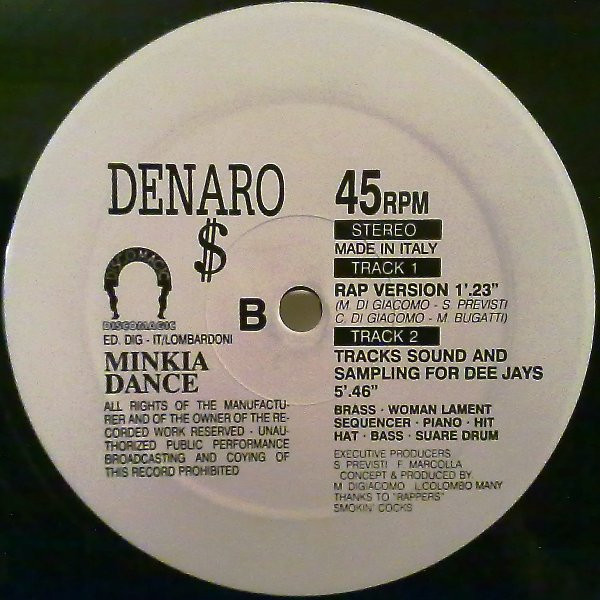 DENARO
$
DISCOMAGIC
DISCOMAGIC
ED. DIG - IT/LOMBARDONI
MINKIA
DANCE
ALL RIGHTS OF THE MANUFACTU-
RER AND OF THE OWNER OF THE RE-
CORDED WORK RESERVED · UNAU-
THORIZED PUBLIC PERFORMANCE
BROADCASTING AND COYING OF
THIS RECORD PROHIBITED
B
45RPM
STEREO
MADE IN ITALY
TRACK 1
RAP VERSION 1'.23"
(M. DI GIACOMO - S. PREVISTI
C. DI GIACOMO - M. BUGATTI)
TRACK 2
TRACKS SOUND AND
SAMPLING FOR DEE JAYS
5'.46"
BRASS · WOMAN LAMENT
SEQUENCER · PIANO · HIT
HAT · BASS · SUARE DRUM
EXECUTIVE PRODUCERS
S. PREVISTI F. MARCOLLA
CONCEPT & PRODUCED BY
M. DIGIACOMO L.COLOMBO MANY
THANKS TO "RAPPERS"
SMOKIN' COCKS